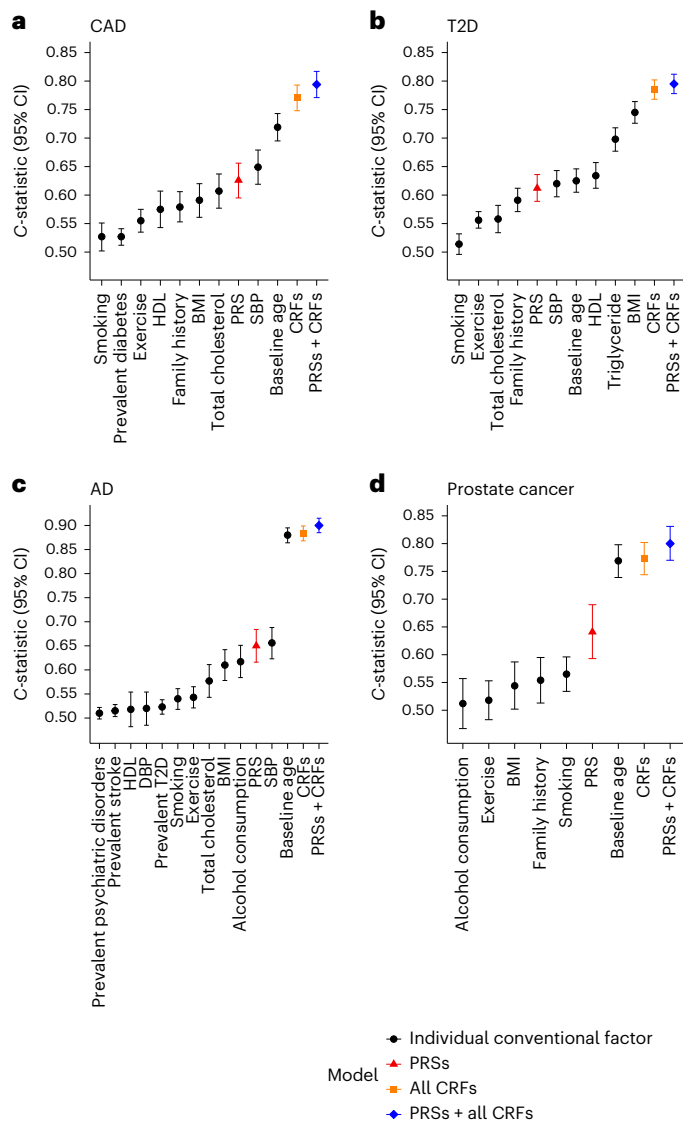 a
CAD
C-statistic (95% CI)
0.85
0.80
0.75
0.70
0.65
0.60
0.55
0.50
Smoking
Prevalent diabetes
Exercise
HDL
Family history
BMI
Total cholesterol
PRS
SBP
Baseline age
CRFs
PRSs + CRFs
b
T2D
C-statistic (95% CI)
0.85
0.80
0.75
0.70
0.65
0.60
0.55
0.50
Smoking
Exercise
Total cholesterol
Family history
PRS
SBP
Baseline age
HDL
Triglyceride
BMI
CRFs
PRSs + CRFs
c
AD
C-statistic (95% CI)
0.90
0.85
0.80
0.75
0.70
0.65
0.60
0.55
0.50
Prevalent psychiatric disorders
Prevalent stroke
HDL
DBP
Prevalent T2D
Smoking
Exercise
Total cholesterol
BMI
Alcohol consumption
PRS
SBP
Baseline age
CRFs
PRSs + CRFs
d
Prostate cancer
C-statistic (95% CI)
0.85
0.80
0.75
0.70
0.65
0.60
0.55
0.50
Alcohol consumption
Exercise
BMI
Family history
Smoking
PRS
Baseline age
CRFs
PRSs + CRFs
Model
Individual conventional factor
PRSs
All CRFs
PRSs + all CRFs